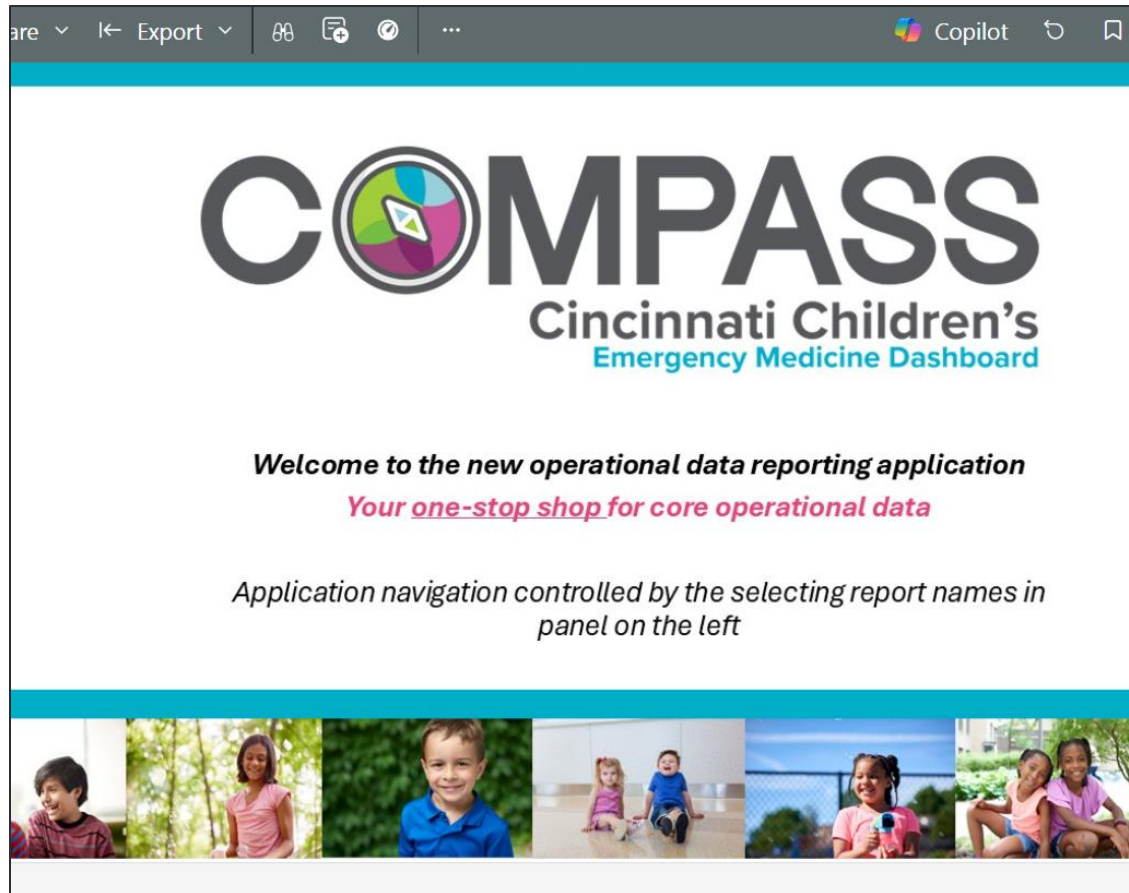 are Export ... Copilot
COMPASS
Cincinnati Children's
Emergency Medicine Dashboard
Welcome to the new operational data reporting application
Your one-stop shop for core operational data
Application navigation controlled by the selecting report names in
panel on the left